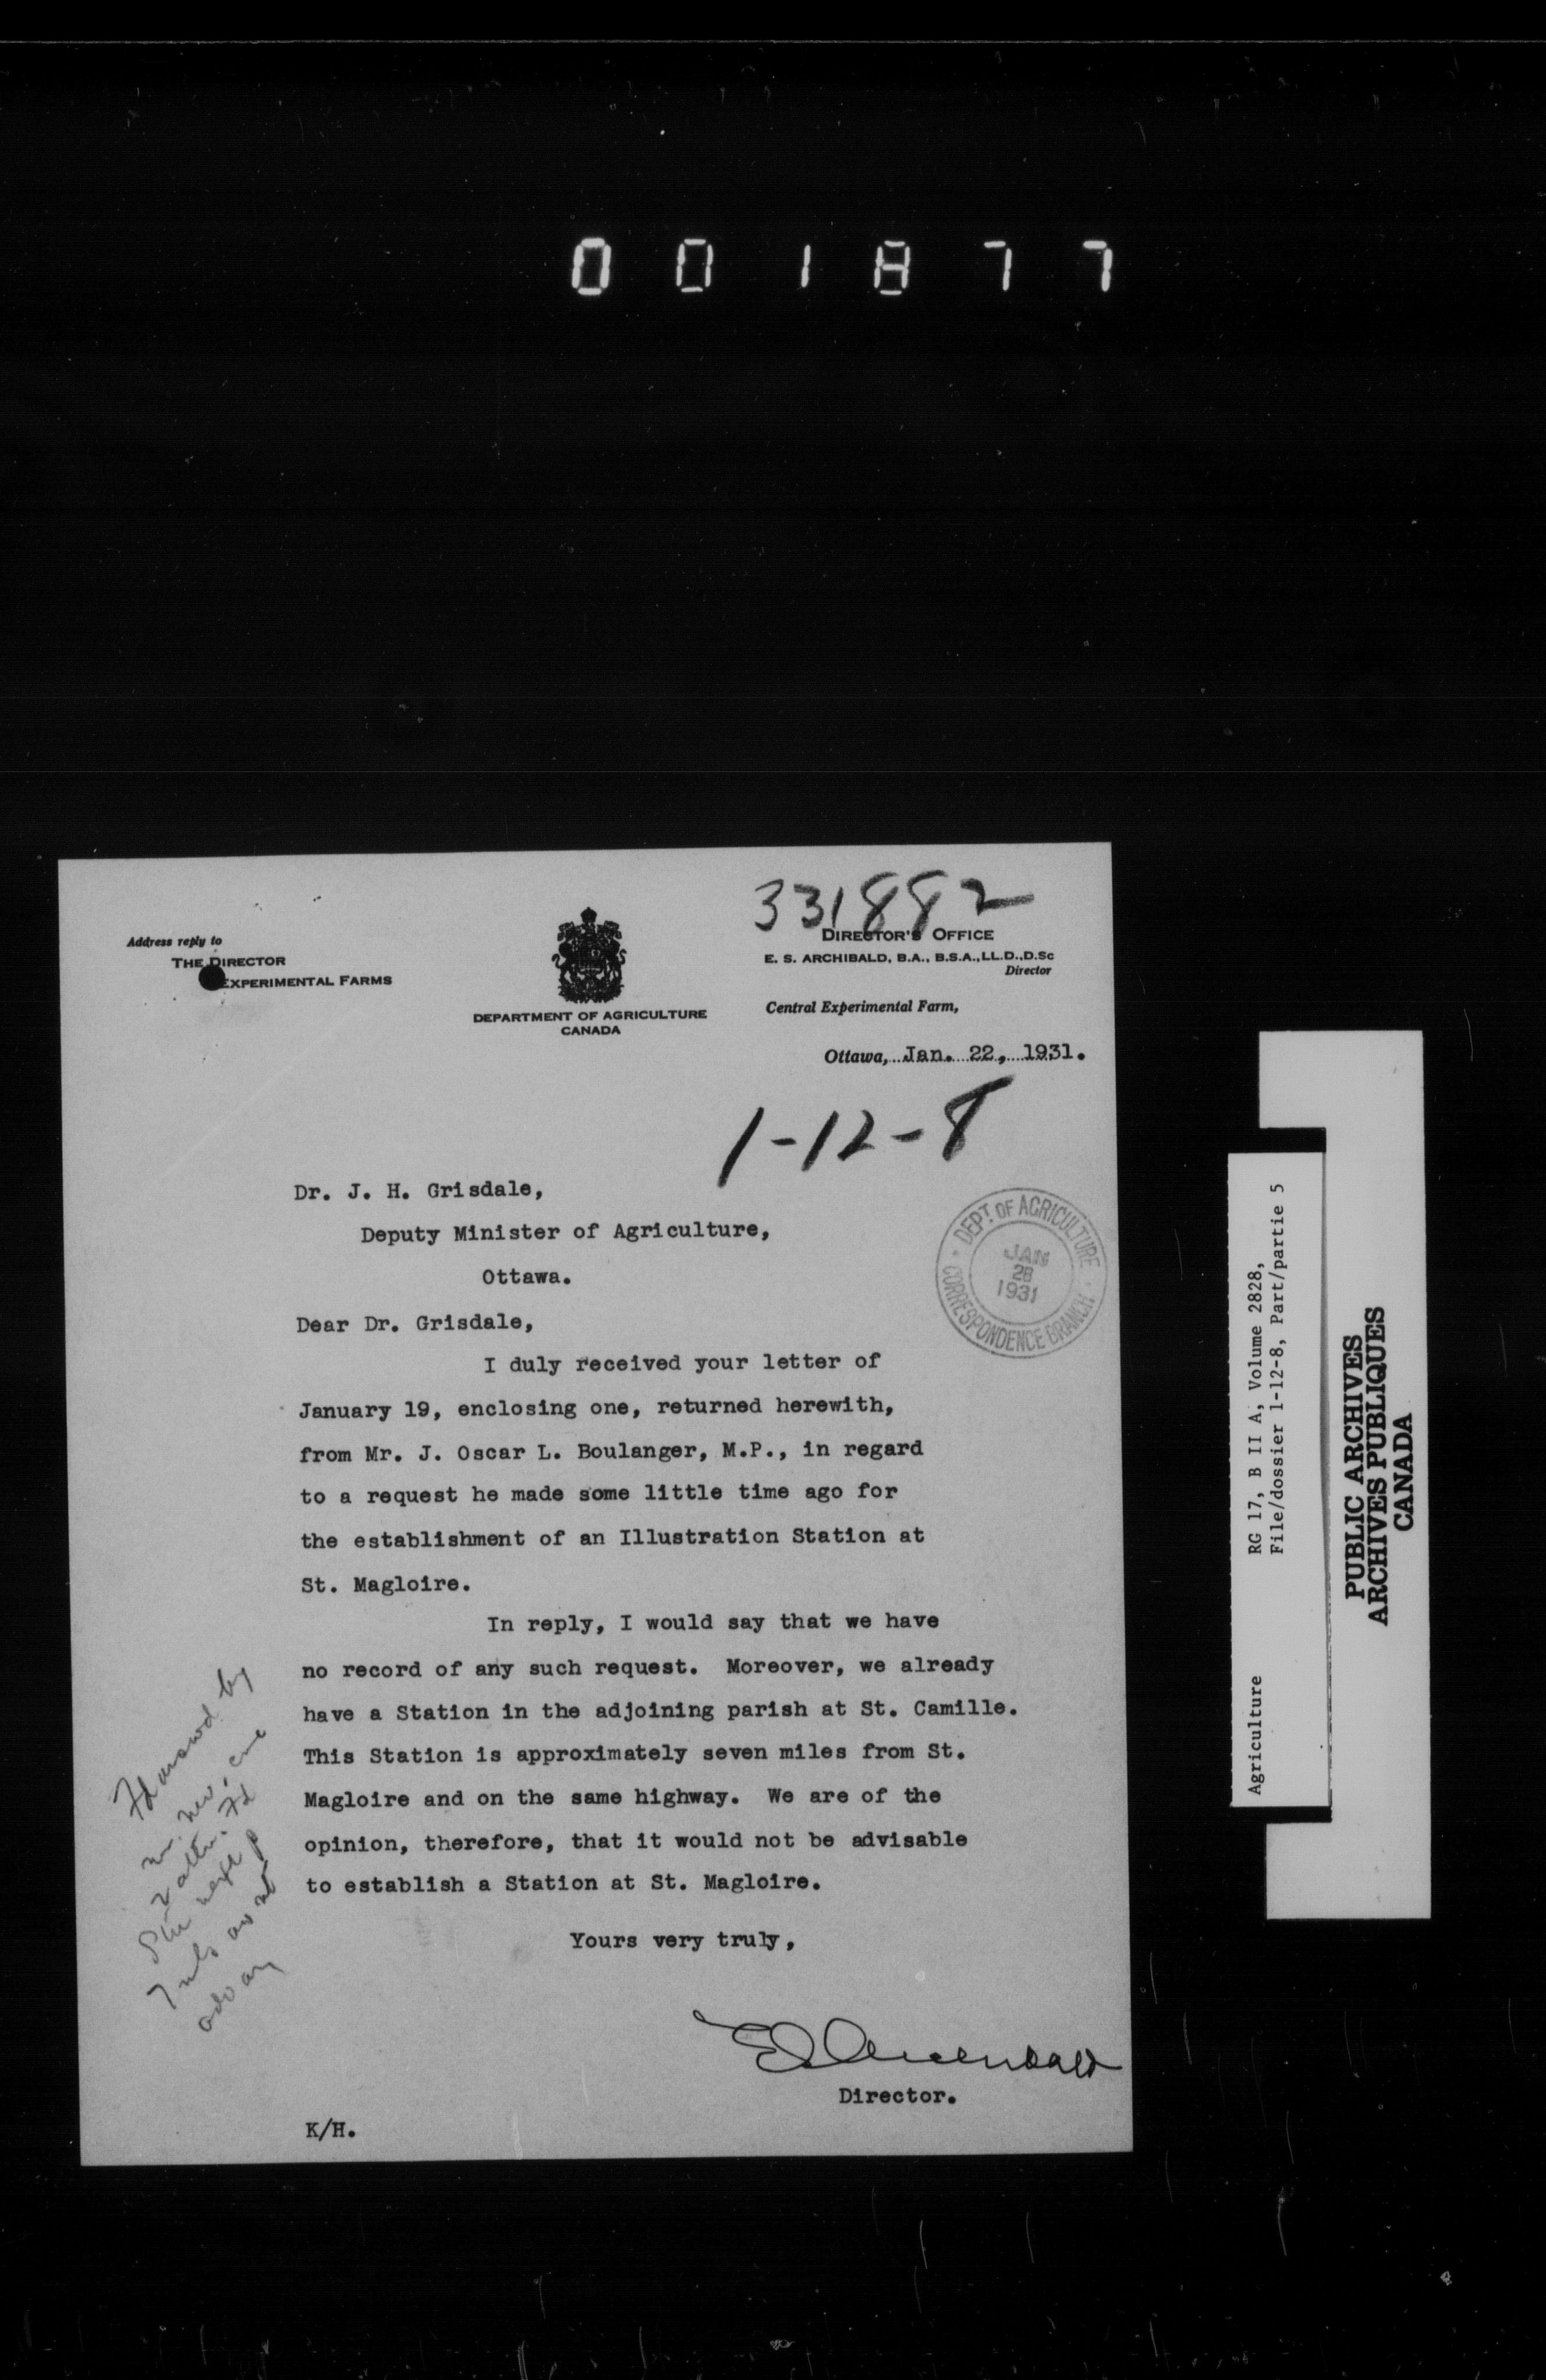 001877
331882
Address reply to
THE DIRECTOR
EXPERIMENTAL FARMS
DEPARTMENT OF AGRICULTURE
CANADA
DIRECTOR'S OFFICE
E. S. ARCHIBALD, B.A., B.S.A., LL.D., D.Sc
Director
Central Experimental Farm,
Ottawa, Jan. 22, 1931.
1-12-8
Dr. J. H. Grisdale,
Deputy Minister of Agriculture,
Ottawa.
DEPT. OF AGRICULTURE
JAN
28
1931
CORRESPONDENCE BRANCH
Dear Dr. Grisdale,
I duly received your letter of
January 19, enclosing one, returned herewith,
from Mr. J. Oscar L. Boulanger, M.P., in regard
to a request he made some little time ago for
the establishment of an Illustration Station at
St. Magloire.
In reply, I would say that we have
no record of any such request. Moreover, we already
have a Station in the adjoining parish at St. Camille.
This Station is approximately seven miles from St.
Magloire and on the same highway. We are of the
opinion, therefore, that it would not be advisable
to establish a Station at St. Magloire.
Yours very truly,
E S Archibald
Director.
K/H.
Agriculture RG 17, B II A, Volume 2828,
File/dossier 1-12-8, Part/partie 5
PUBLIC ARCHIVES
ARCHIVES PUBLIQUES
CANADA